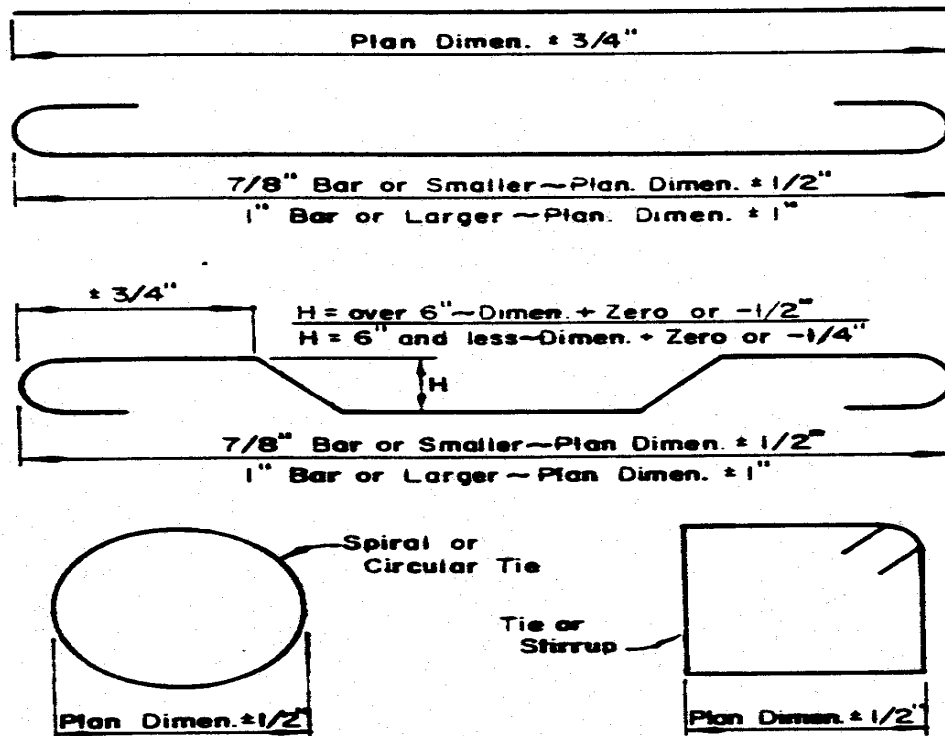 Plan Dimen. ± 3/4"
7/8" Bar or Smaller~Plan. Dimen. ± 1/2"
1" Bar or Larger ~ Plan. Dimen. ± 1"
± 3/4"
H = over 6"~Dimen. + Zero or -1/2"
H = 6" and less~Dimen. + Zero or -1/4"
H
7/8" Bar or Smaller~Plan Dimen. ± 1/2"
1" Bar or Larger ~ Plan Dimen. ± 1"
Spiral or
Circular Tie
Tie or
Stirrup
Plan Dimen. ± 1/2"
Plan Dimen. ± 1/2"